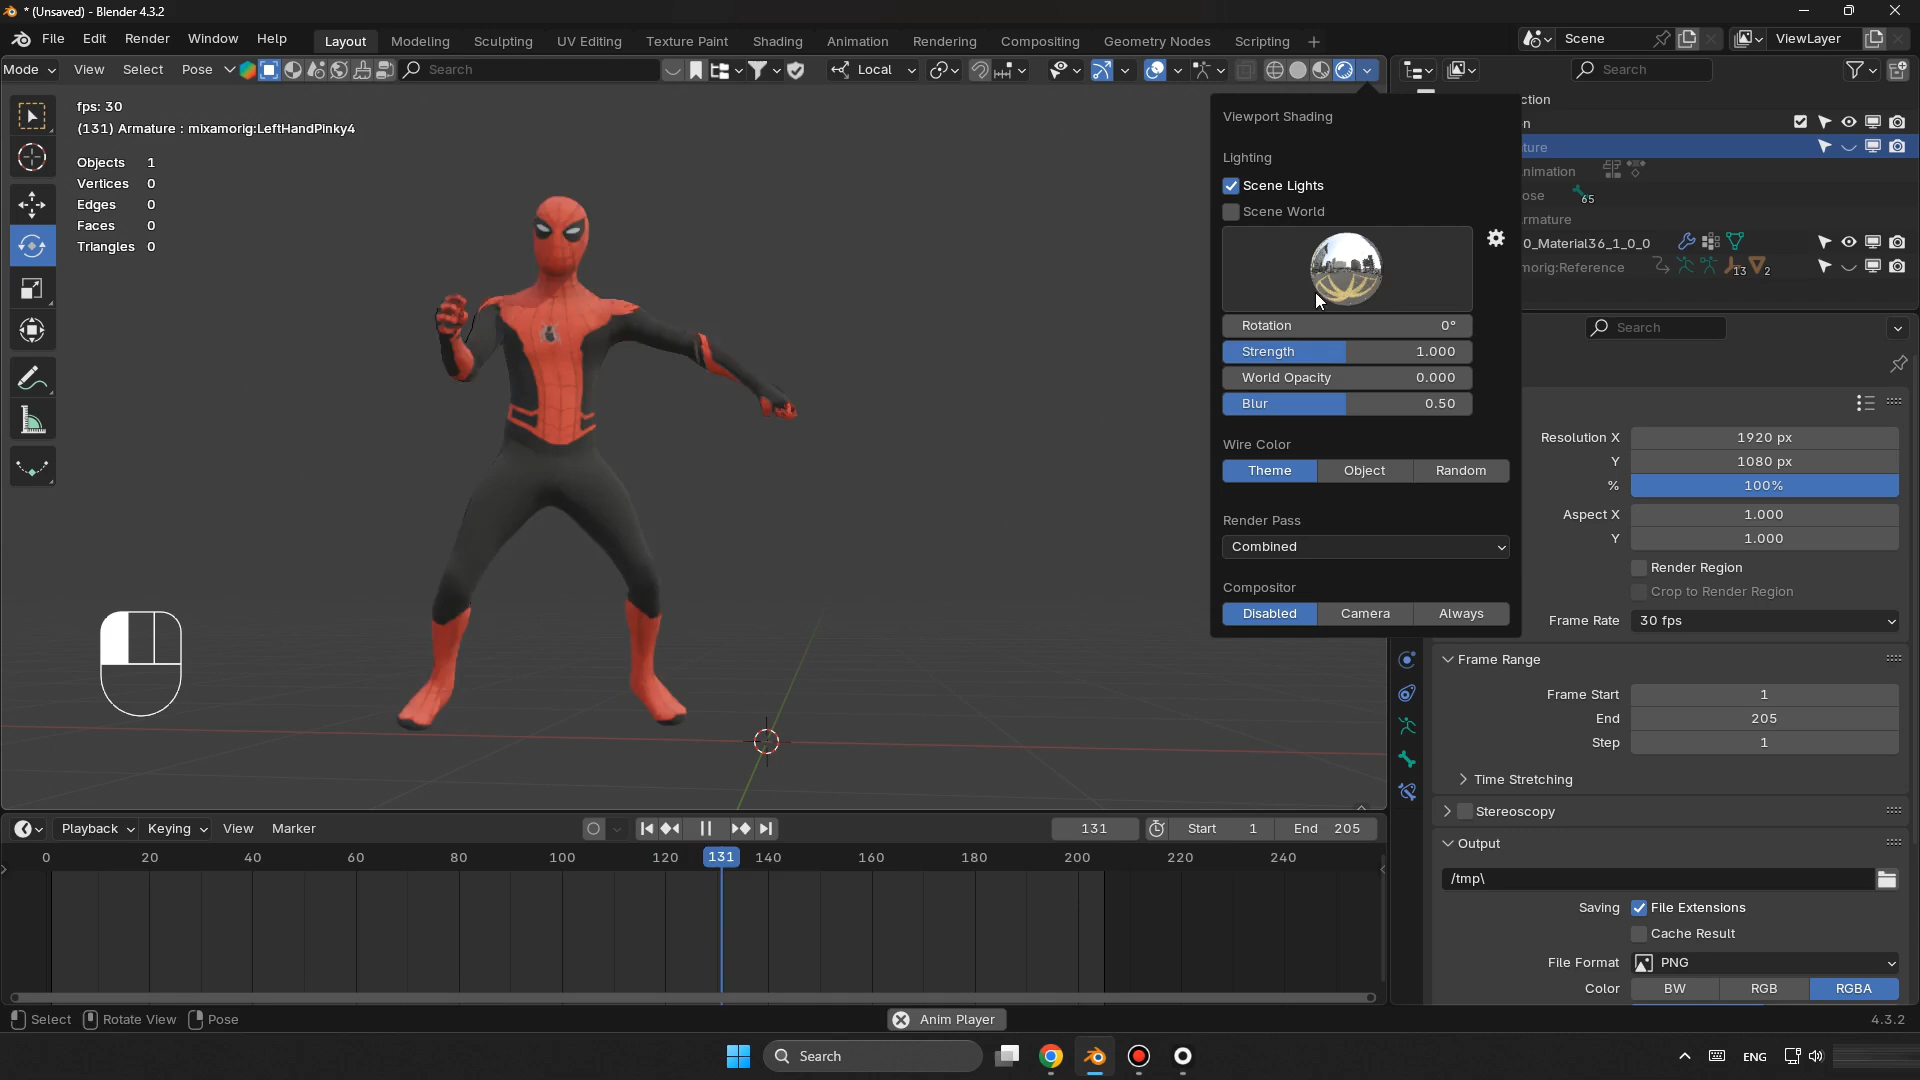 * (Unsaved) - Blender 4.3.2
File Edit Render Window Help
Layout Modeling Sculpting UV Editing Texture Paint Shading Animation Rendering Compositing Geometry Nodes Scripting +
Scene
ViewLayer
Mode View Select Pose
Search
Local
Search
fps: 30
(131) Armature : mixamorig:LeftHandPinky4
Objects 1
Vertices 0
Edges 0
Faces 0
Triangles 0
Viewport Shading
Lighting
Scene Lights
Scene World
Rotation 0°
Strength 1.000
World Opacity 0.000
Blur 0.50
Wire Color
Theme Object Random
Render Pass
Combined
Compositor
Disabled Camera Always
ction
n
ture
nimation
ose 65
rmature
0_Material36_1_0_0
morig:Reference 13 2
Search
Resolution X 1920 px
Y 1080 px
% 100%
Aspect X 1.000
Y 1.000
Render Region
Crop to Render Region
Frame Rate 30 fps
Frame Range
Frame Start 1
End 205
Step 1
Time Stretching
Stereoscopy
Output
/tmp\
Saving File Extensions
Cache Result
File Format PNG
Color BW RGB RGBA
Playback Keying View Marker
131 Start 1 End 205
0 20 40 60 80 100 120 131 140 160 180 200 220 240
Select Rotate View Pose
Anim Player
4.3.2
Search
ENG